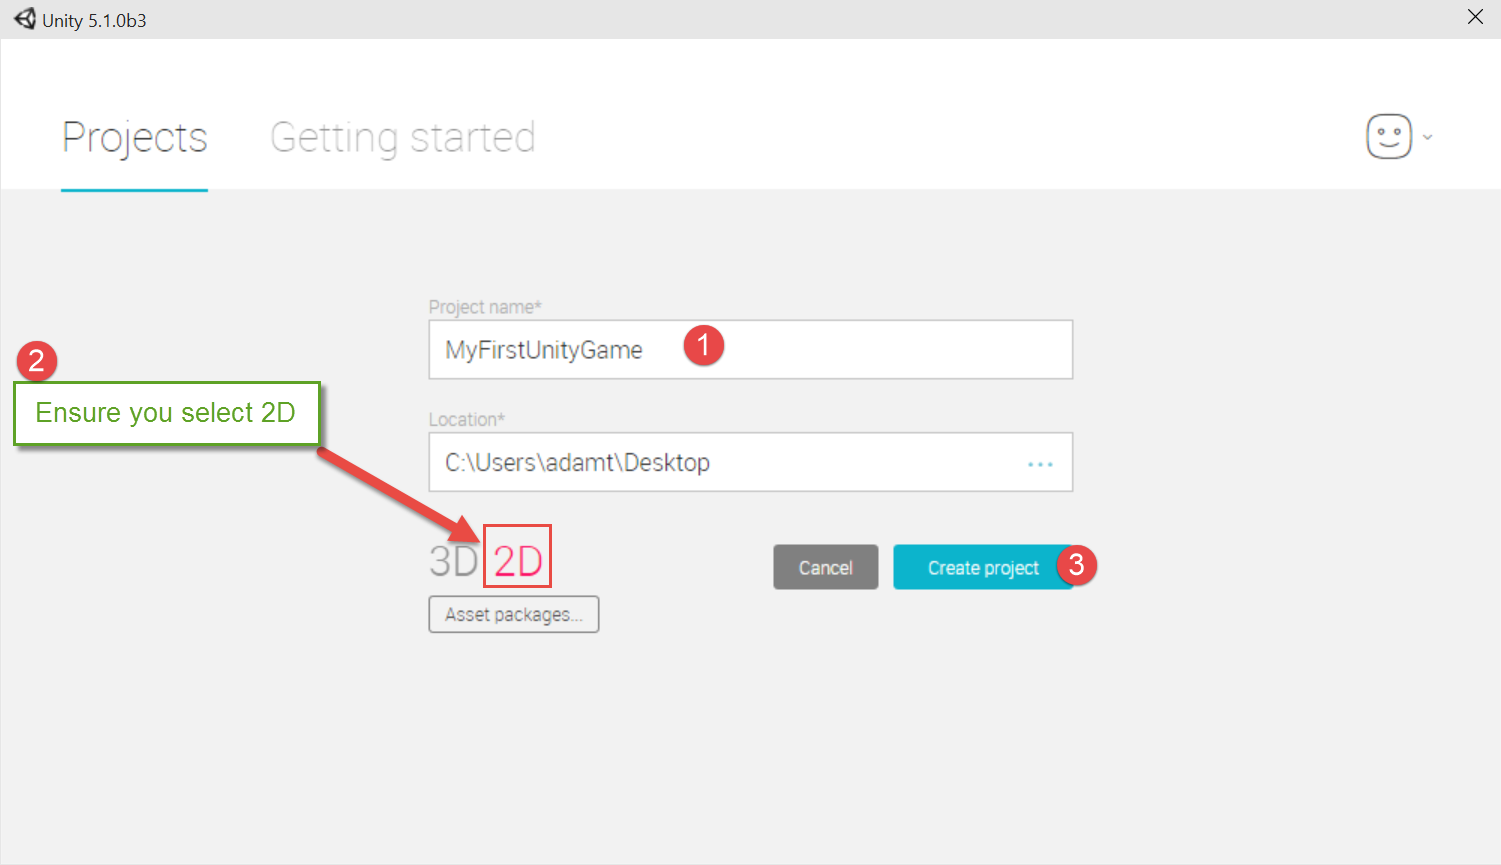 Unity 5.1.0b3
Projects
Getting started
Project name*
MyFirstUnityGame
1
2
Ensure you select 2D
Location*
C:\Users\adamt\Desktop
...
3D
2D
Cancel
Create project
3
Asset packages...